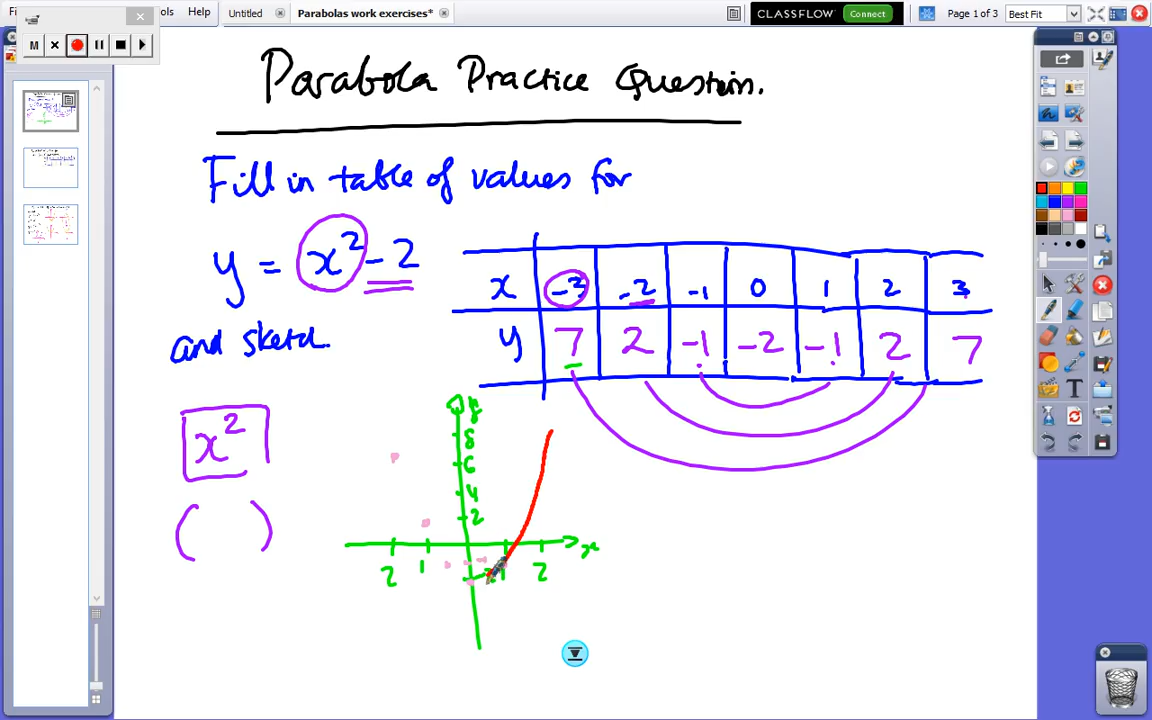 Help
Untitled
Parabolas work exercises*
CLASSFLOW
Connect
Page 1 of 3
Best Fit
M
Parabola Practice Question.
Fill in table of values for
y = x² - 2
x -3 -2 -1 0 1 2 3
y 7 2 -1 -2 -1 2 7
and sketch
x²
( )
y
8
6
4
2
x
2 1 -2 1 2
T